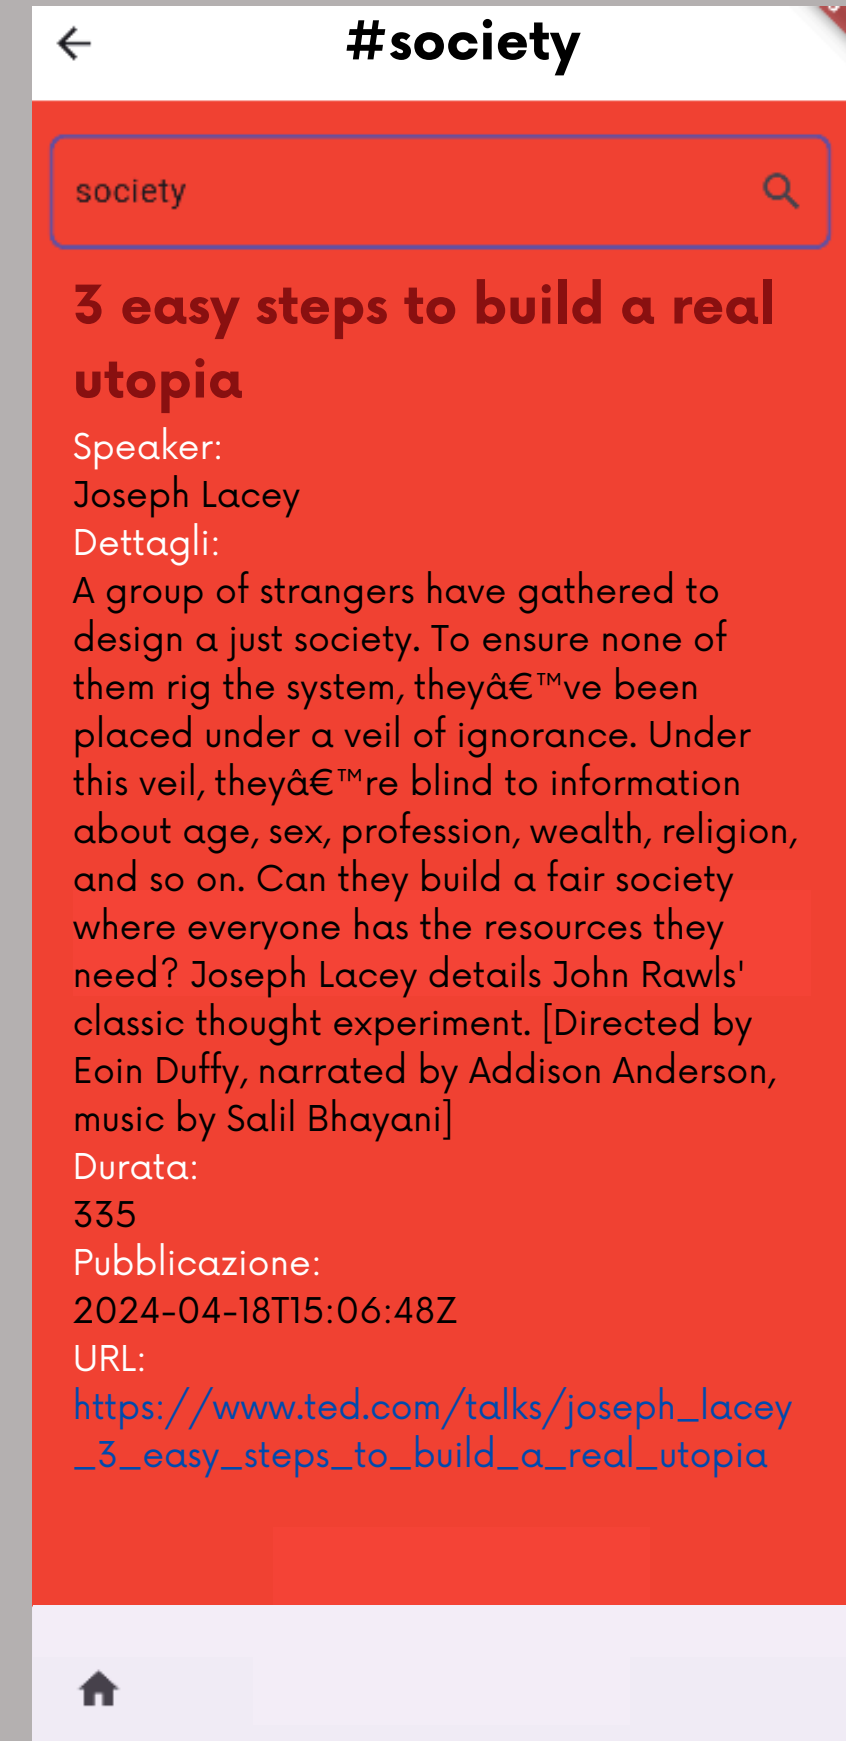 #society
society
3 easy steps to build a real
utopia
Speaker:
Joseph Lacey
Dettagli:
A group of strangers have gathered to
design a just society. To ensure none of
them rig the system, theyâ€™ve been
placed under a veil of ignorance. Under
this veil, theyâ€™re blind to information
about age, sex, profession, wealth, religion,
and so on. Can they build a fair society
where everyone has the resources they
need? Joseph Lacey details John Rawls'
classic thought experiment. [Directed by
Eoin Duffy, narrated by Addison Anderson,
music by Salil Bhayani]
Durata:
335
Pubblicazione:
2024-04-18T15:06:48Z
URL:
https://www.ted.com/talks/joseph_lacey
_3_easy_steps_to_build_a_real_utopia